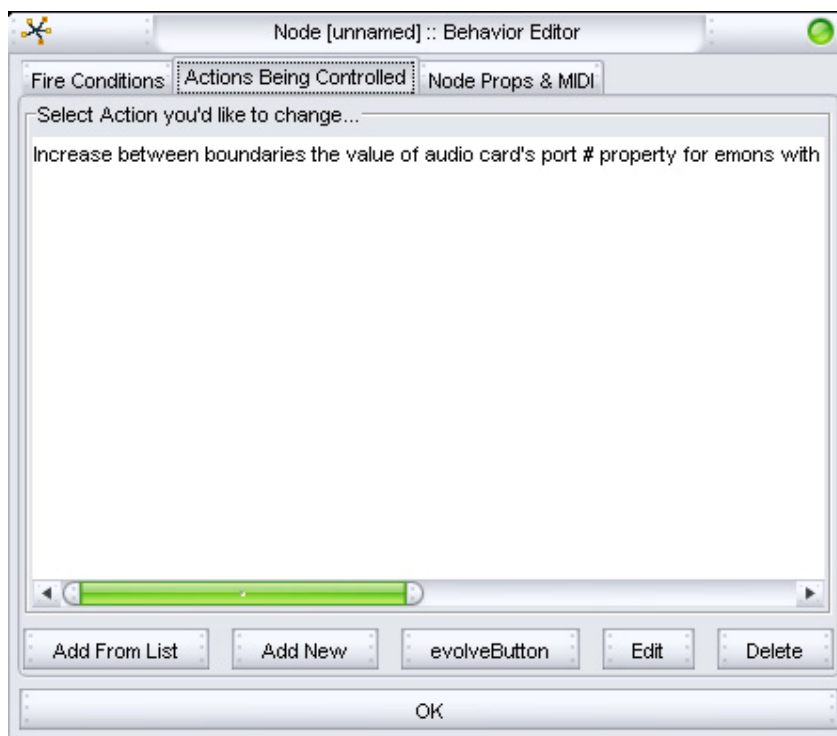 Node [unnamed] :: Behavior Editor
Fire Conditions Actions Being Controlled Node Props & MIDI
Select Action you'd like to change...
Increase between boundaries the value of audio card's port # property for emons with
Add From List Add New evolveButton Edit Delete
OK